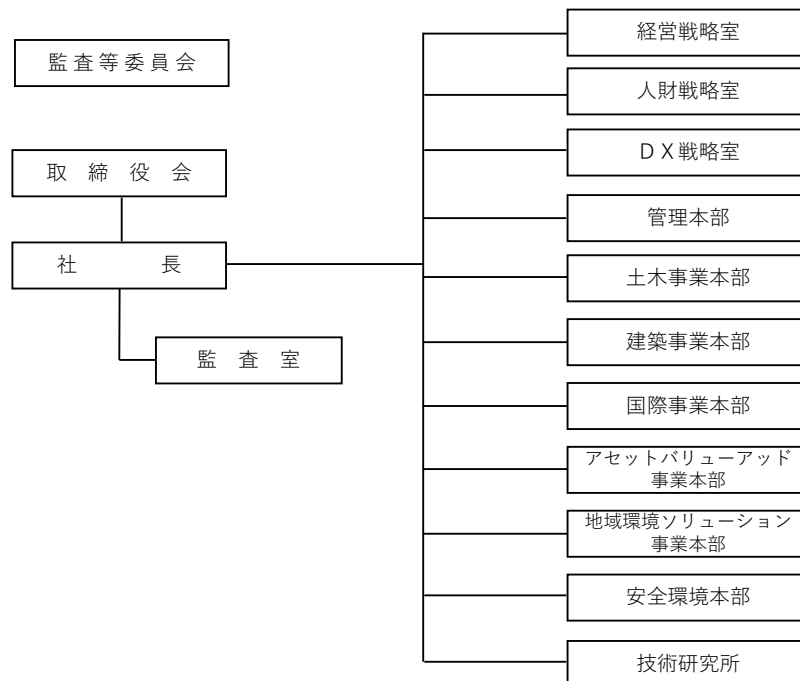 監査等委員会
取締役会
社長
監査室
経営戦略室
人財戦略室
ＤＸ戦略室
管理本部
土木事業本部
建築事業本部
国際事業本部
アセットバリューアッド
事業本部
地域環境ソリューション
事業本部
安全環境本部
技術研究所